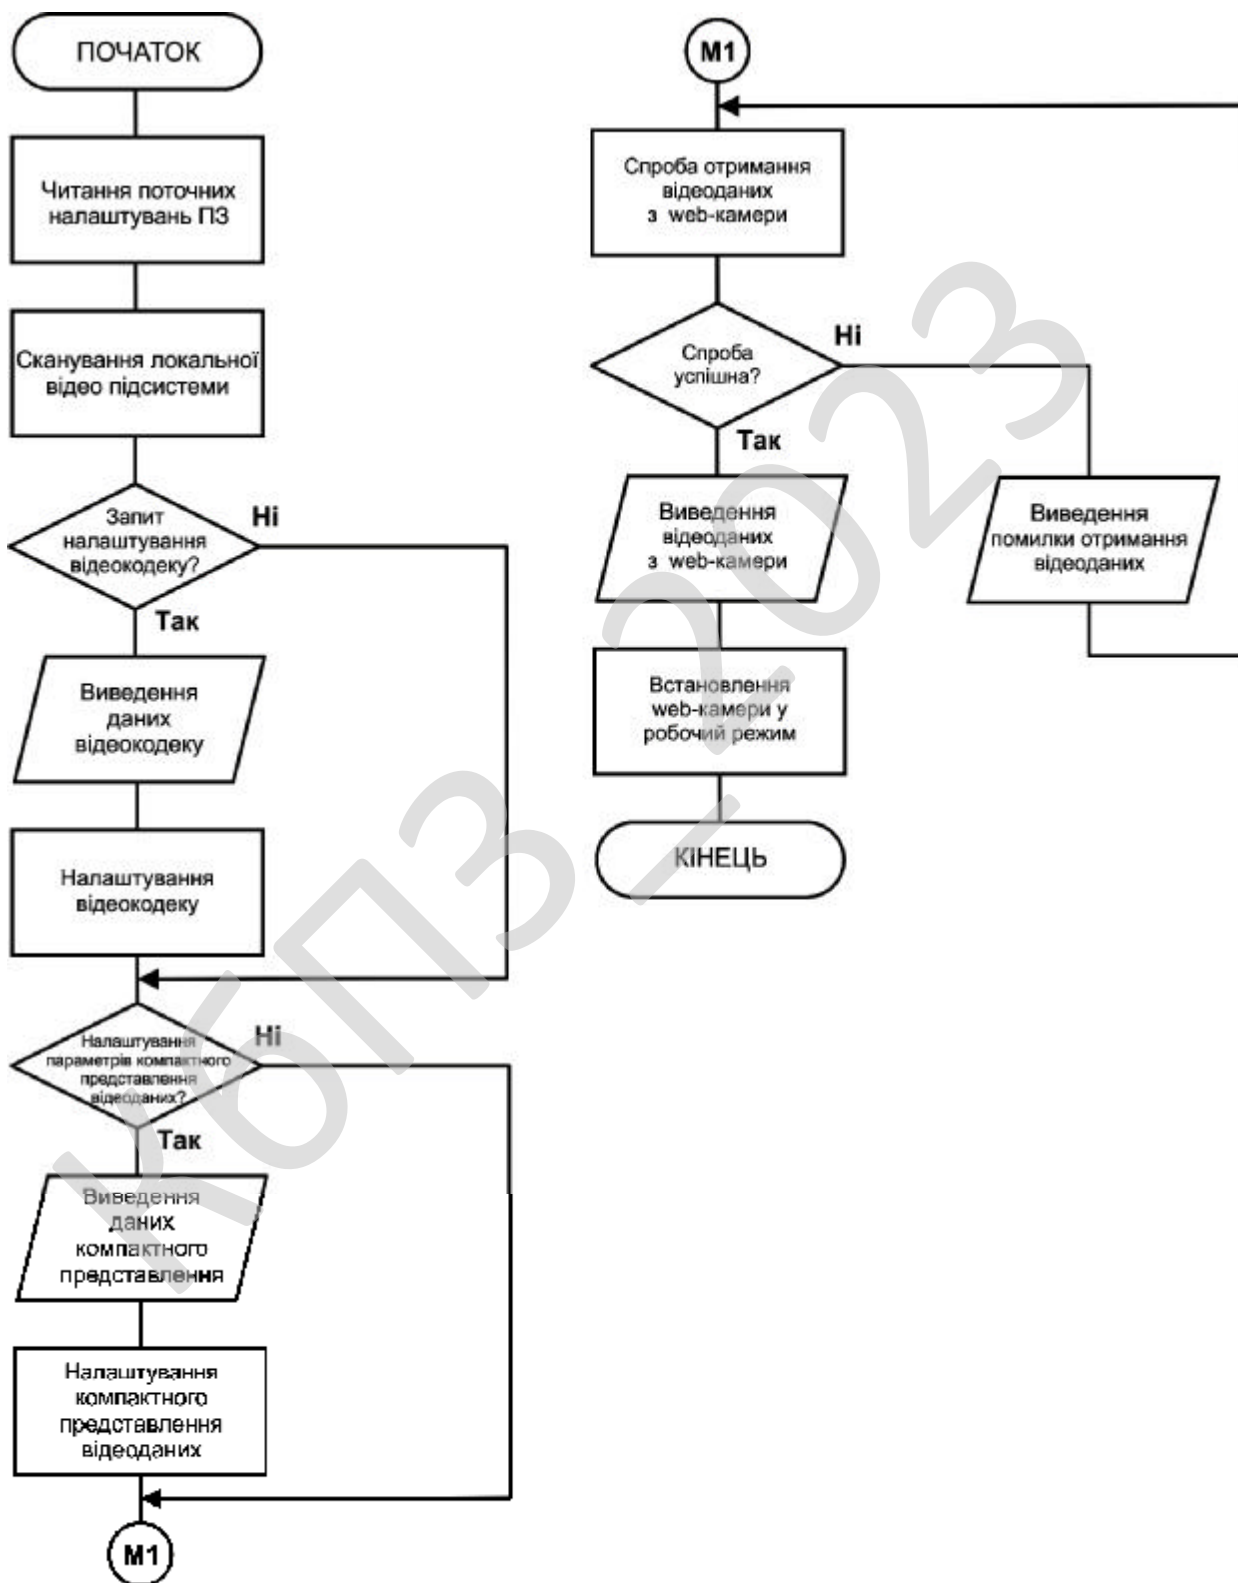 ПОЧАТОК
Читання поточних
налаштувань ПЗ
Сканування локальної
відео підсистеми
Запит
налаштування
відеокодеку?
Ні
Так
Виведення
даних
відеокодеку
Налаштування
відеокодеку
Налаштування
параметрів компактного
представлення
відеоданих?
Ні
Так
Виведення
даних
компактного
представлення
Налаштування
компактного
представлення
відеоданих
М1
М1
Спроба отримання
відеоданих
з web-камери
Спроба
успішна?
Ні
Так
Виведення
відеоданих
з web-камери
Виведення
помилки отримання
відеоданих
Встановлення
web-камери у
робочий режим
КІНЕЦЬ
КбПЗ_2023